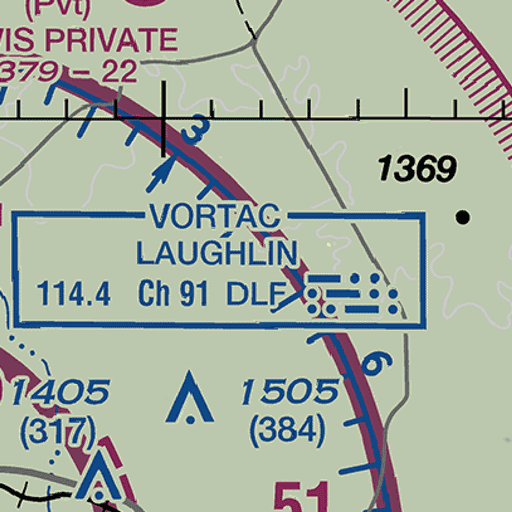 (Pvt)
VIS PRIVATE
379 - 22
3
1369
VORTAC
LAUGHLIN
114.4 Ch 91 DLF
6
1405
(317)
1505
(384)
51